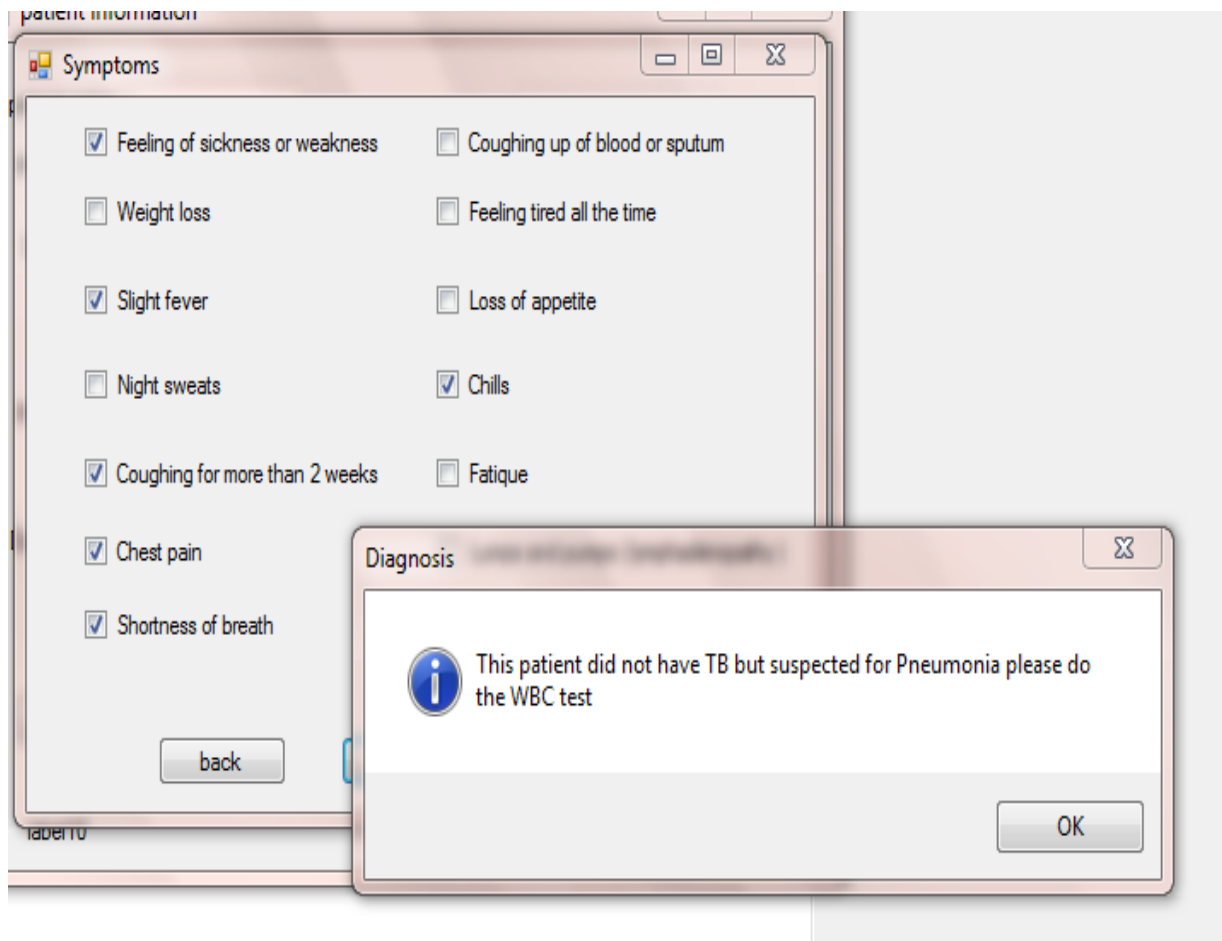 patient information
Symptoms
Feeling of sickness or weakness
Coughing up of blood or sputum
Weight loss
Feeling tired all the time
Slight fever
Loss of appetite
Night sweats
Chills
Coughing for more than 2 weeks
Fatique
Chest pain
Shortness of breath
back
label10
Diagnosis
This patient did not have TB but suspected for Pneumonia please do
the WBC test
OK